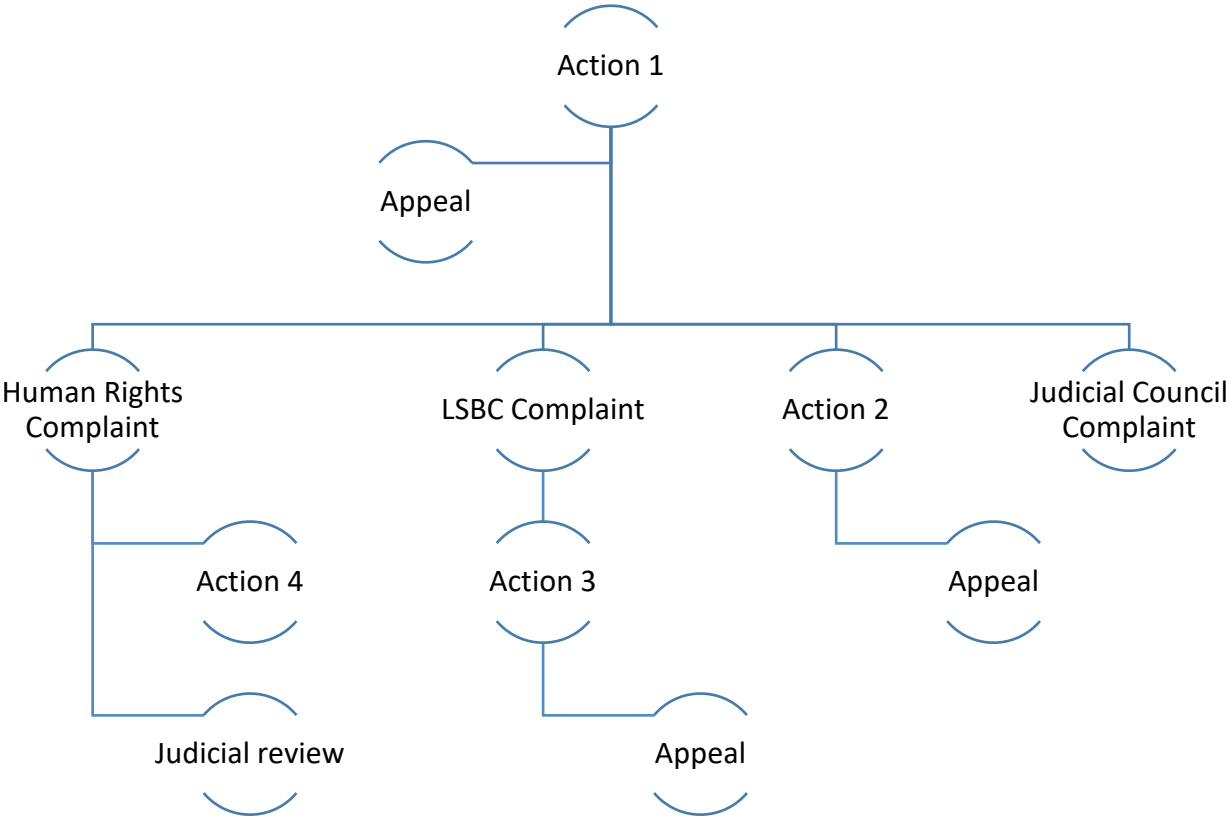 Action 1
Appeal
Human Rights
Complaint
LSBC Complaint
Action 2
Judicial Council
Complaint
Action 4
Action 3
Appeal
Judicial review
Appeal